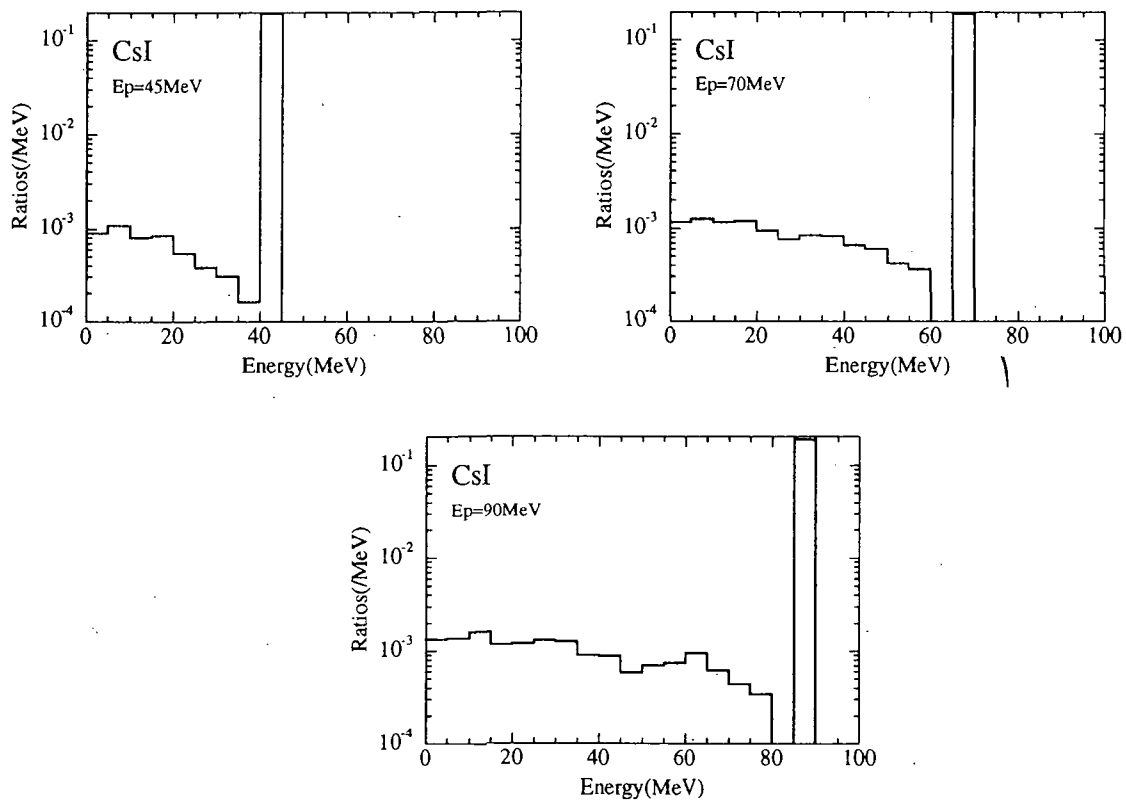 CsI
Ep=45MeV
Ratios(/MeV)
10⁻¹
10⁻²
10⁻³
10⁻⁴
0 20 40 60 80 100
Energy(MeV)
CsI
Ep=70MeV
Ratios(/MeV)
10⁻¹
10⁻²
10⁻³
10⁻⁴
0 20 40 60 80 100
Energy(MeV)
CsI
Ep=90MeV
Ratios(/MeV)
10⁻¹
10⁻²
10⁻³
10⁻⁴
0 20 40 60 80 100
Energy(MeV)